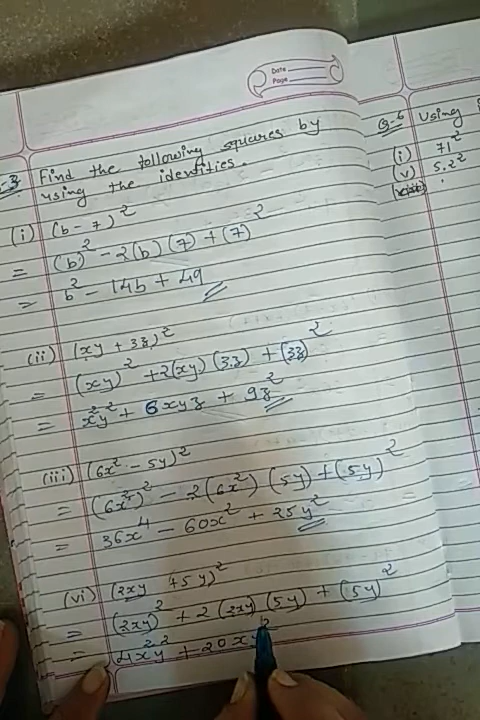 Date
Page
Find the following squares by
using the identities.
(i) (b - 7)²
= (b)² - 2(b)(7) + (7)²
= b² - 14b + 49
(ii) (xy + 3z)²
= (xy)² + 2(xy)(3z) + (3z)²
= x²y² + 6xyz + 9z²
(iii) (6x² - 5y)²
= (6x²)² - 2(6x²)(5y) + (5y)²
= 36x⁴ - 60x² + 25y²
(vi) (2xy + 5y)²
= (2xy)² + 2(2xy)(5y) + (5y)²
= 4x²y² + 20xy²
Q-6 Using
(i) 71²
(v) 5.2²